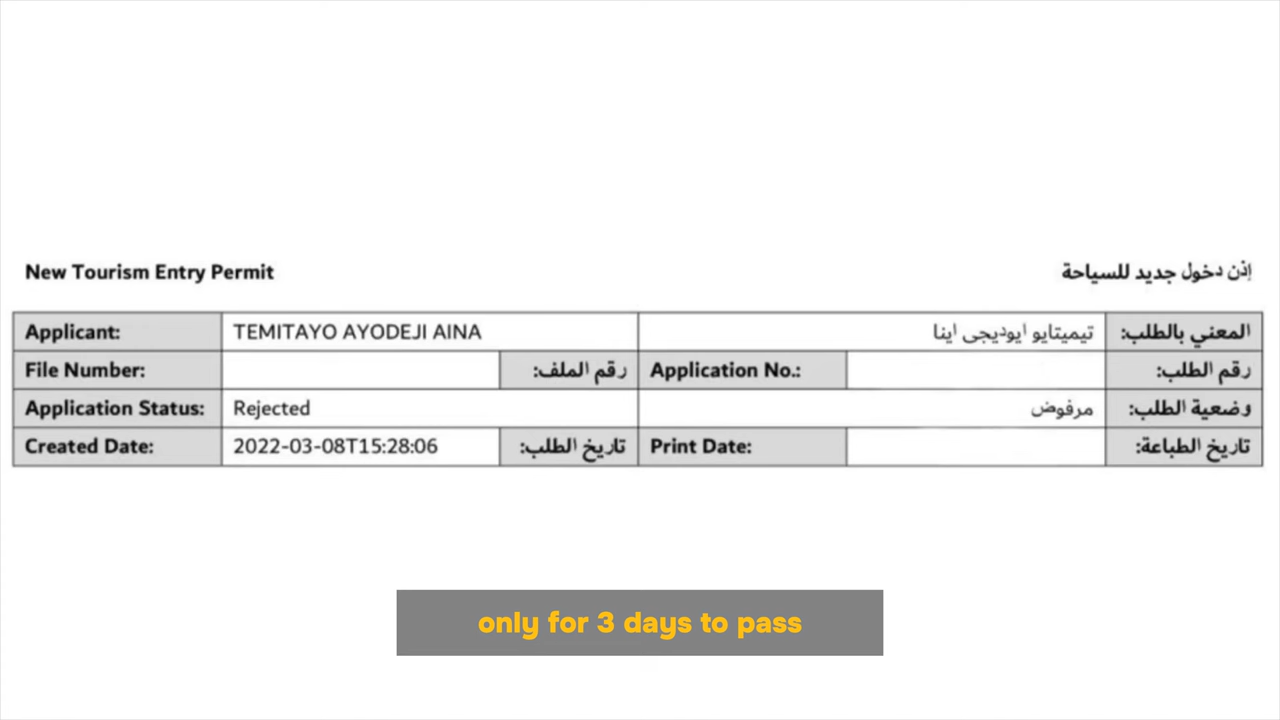 New Tourism Entry Permit إذن دخول جديد للسياحة
Applicant: TEMITAYO AYODEJI AINA تيميتايو ايوديجى اينا المعني بالطلب:
File Number: رقم الملف: Application No.: رقم الطلب:
Application Status: Rejected مرفوض وضعية الطلب:
Created Date: 2022-03-08T15:28:06 تاريخ الطلب: Print Date: تاريخ الطباعة:
only for 3 days to pass